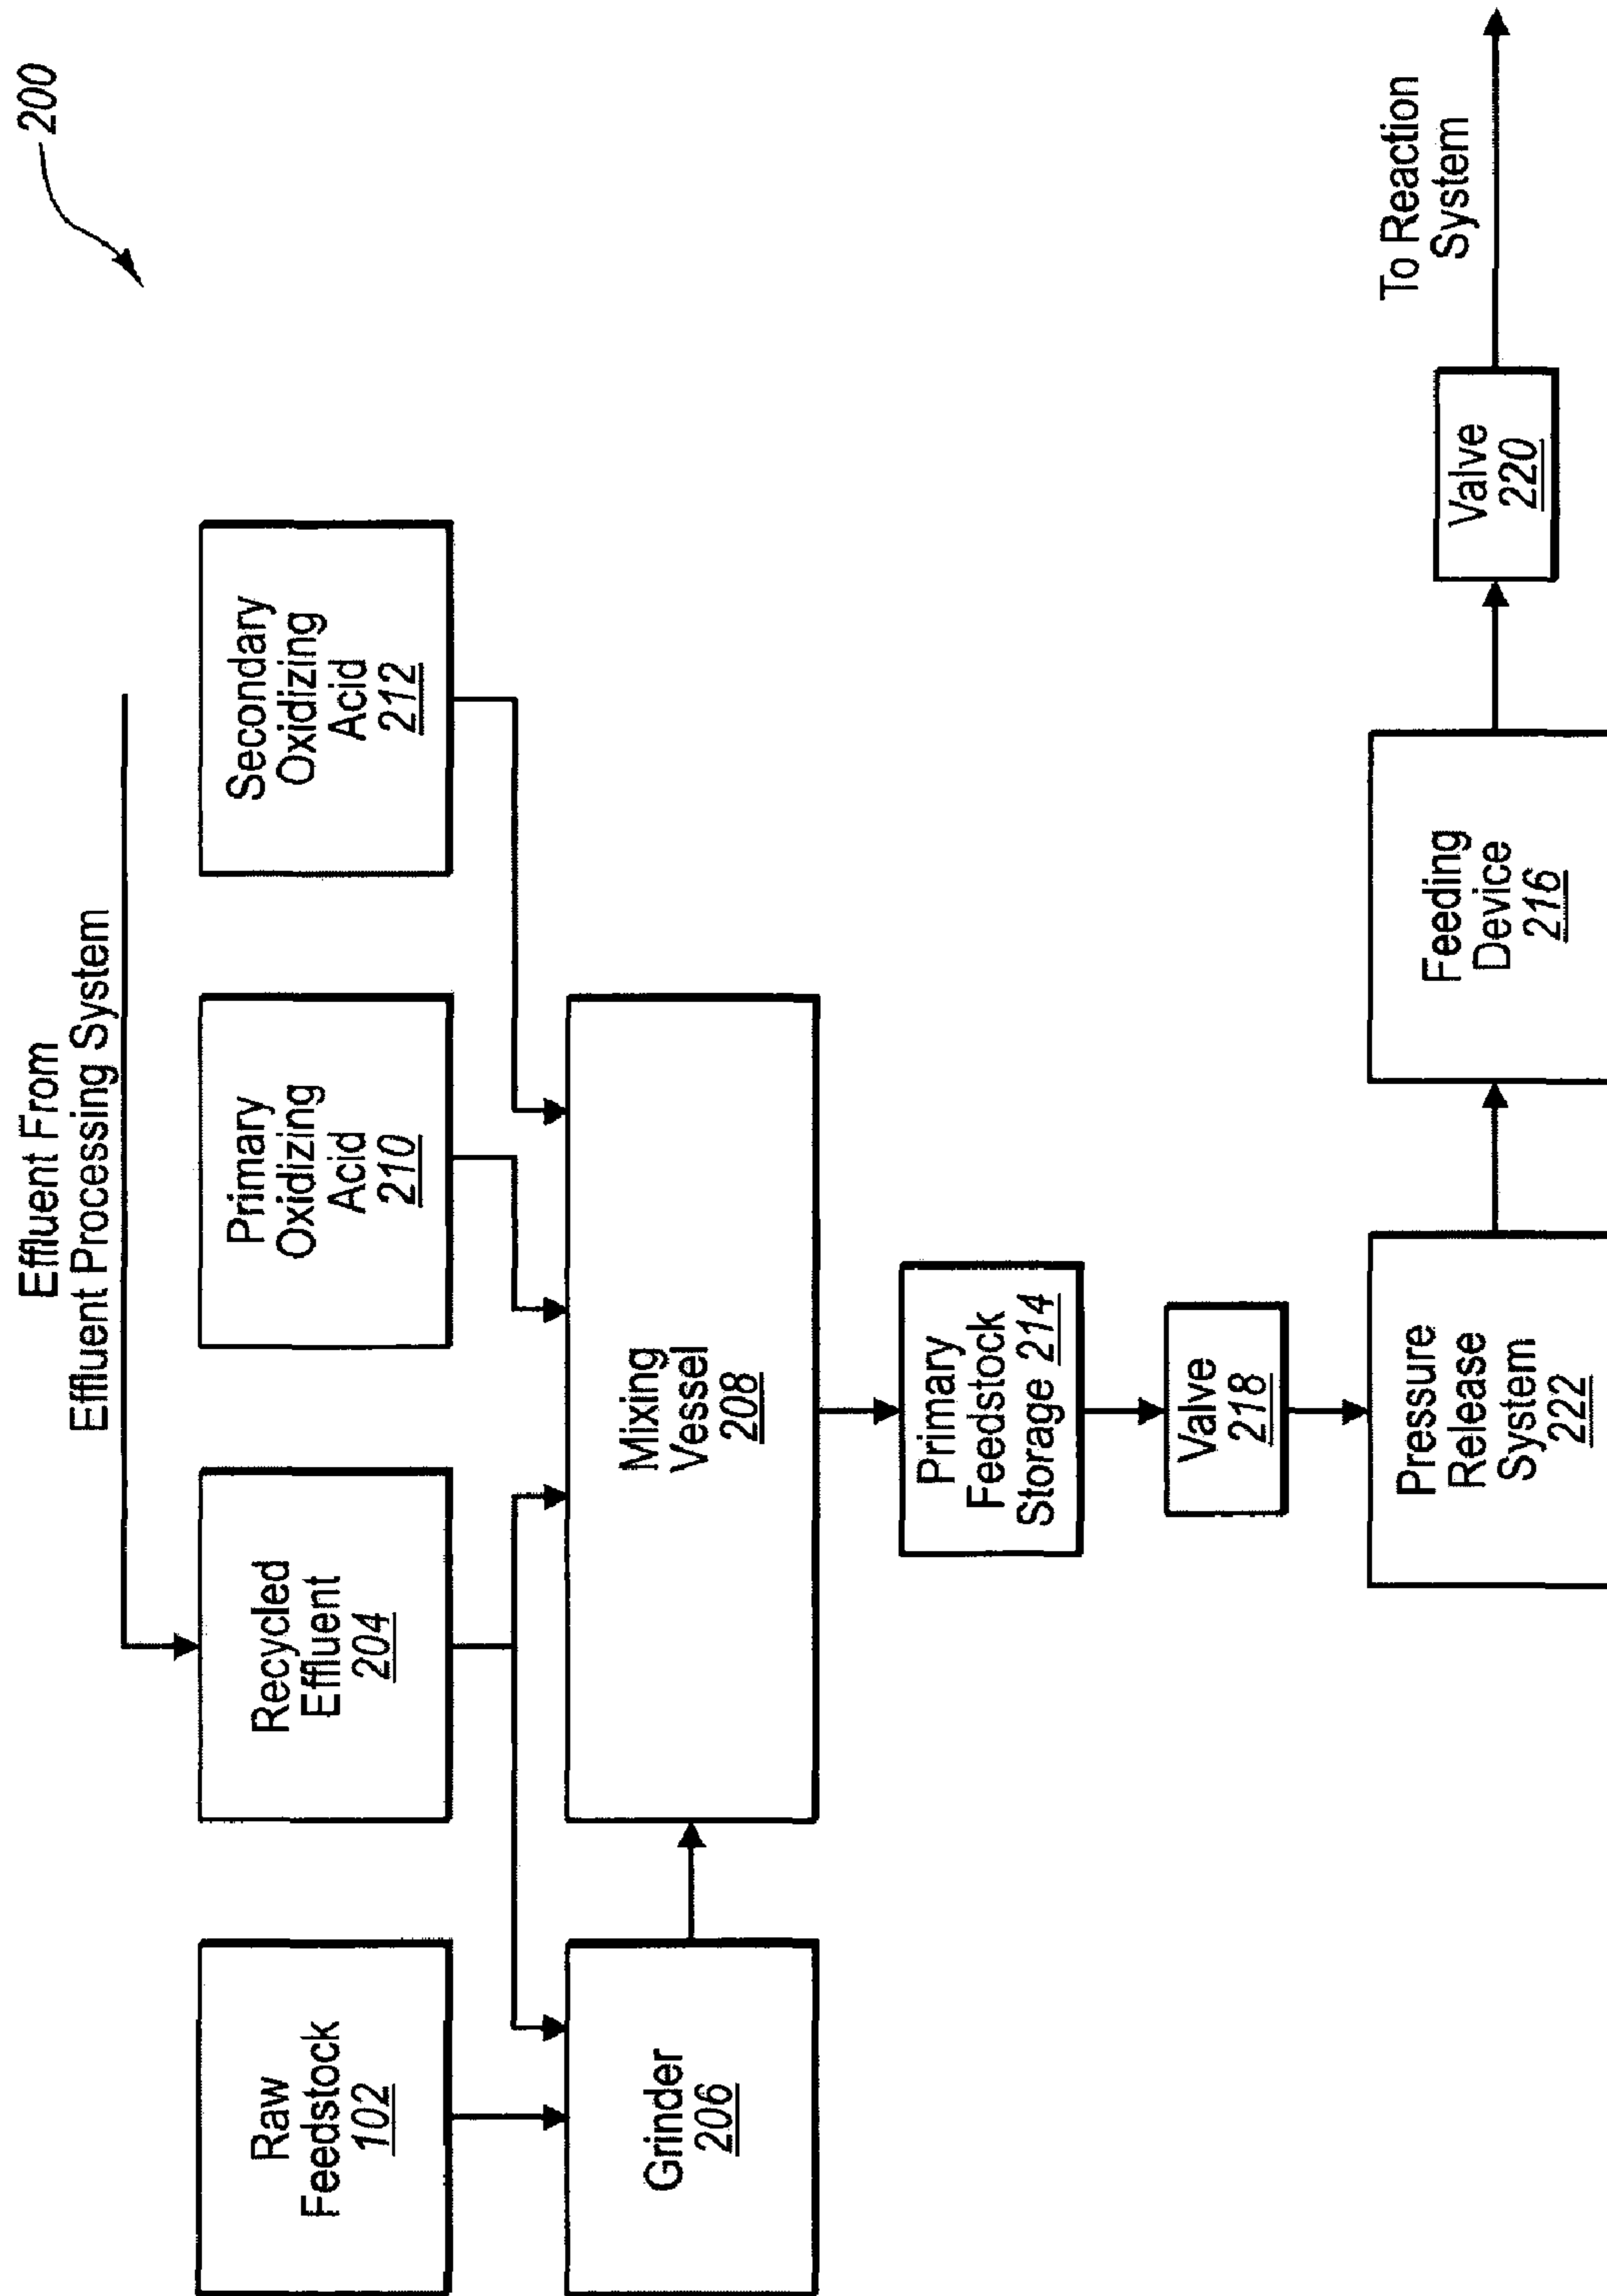 200
Effluent From
Effluent Processing System
Raw
Feedstock
102
Recycled
Effluent
204
Primary
Oxidizing
Acid
210
Secondary
Oxidizing
Acid
212
Grinder
206
Mixing
Vessel
208
Primary
Feedstock
Storage 214
Valve
218
Pressure
Release
System
222
Feeding
Device
216
Valve
220
To Reaction
System